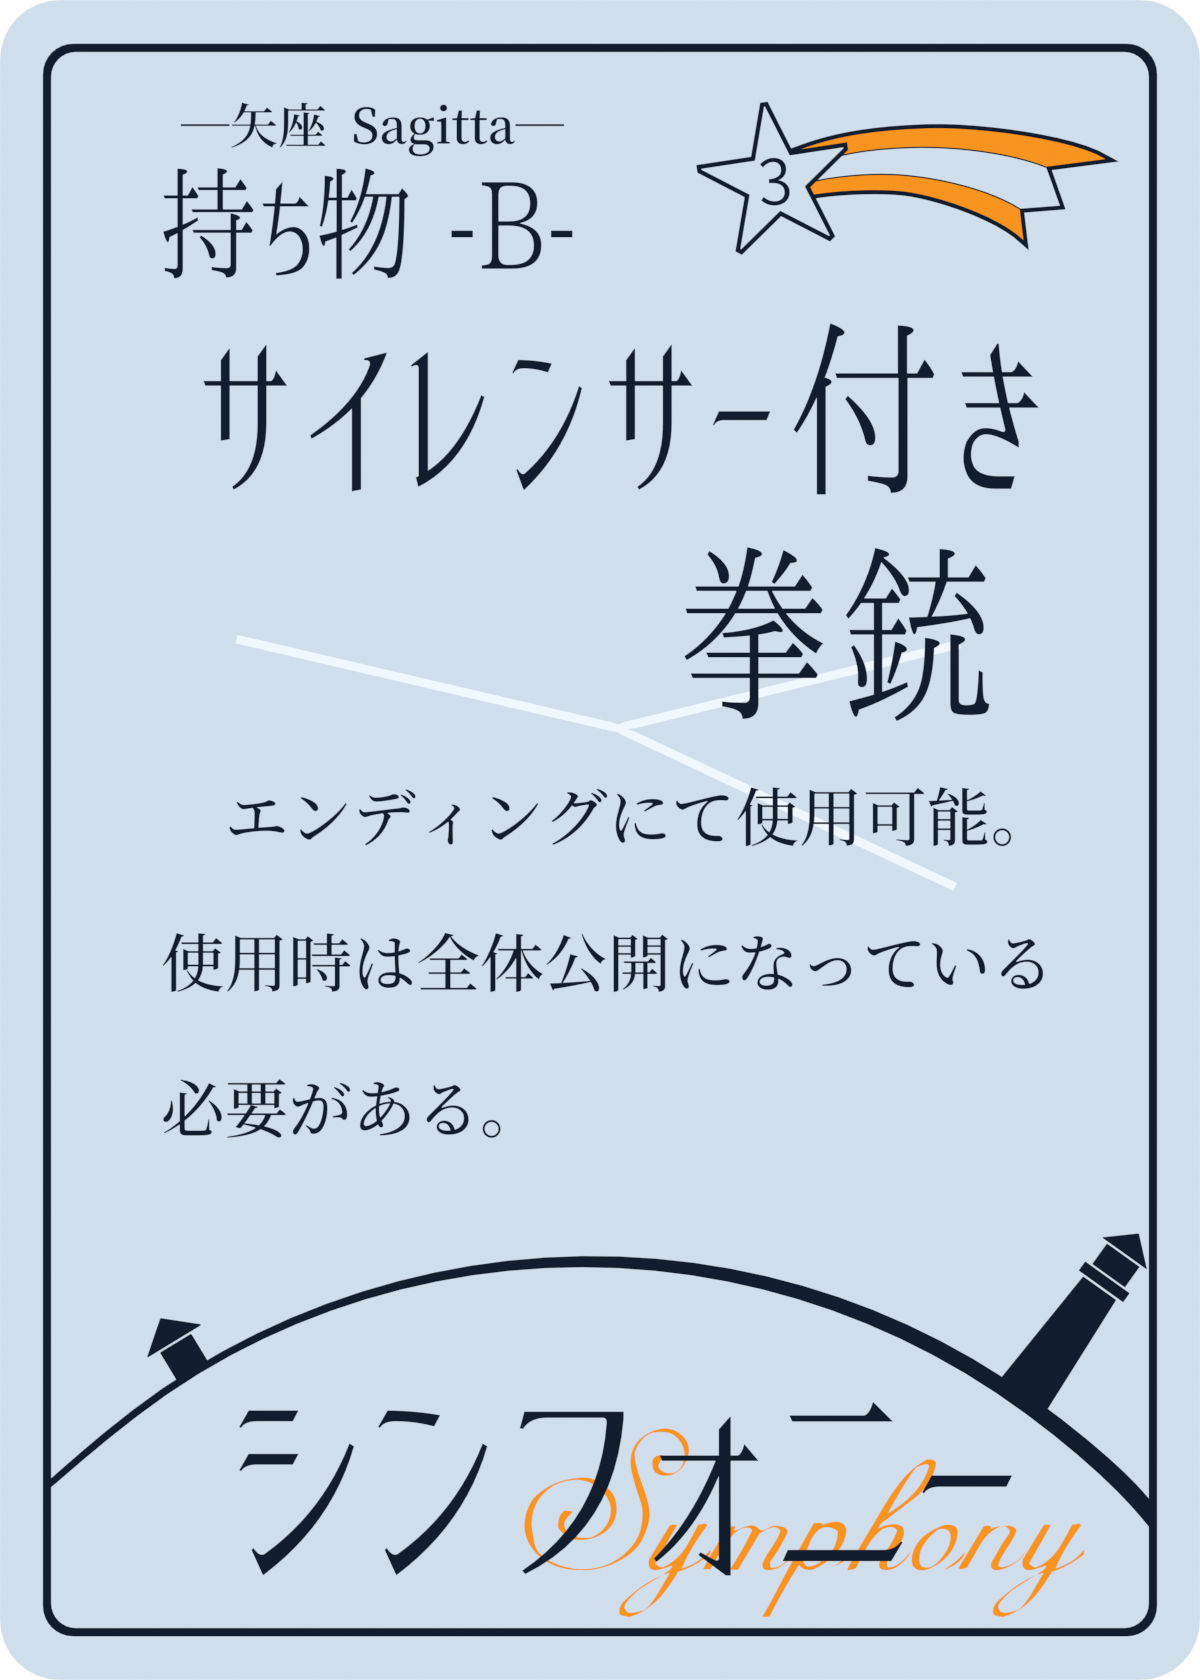 ―矢座 Sagitta―
持ち物 -B-
3
サイレンサー付き
拳銃
エンディングにて使用可能。
使用時は全体公開になっている
必要がある。
シンフォニー
Symphony